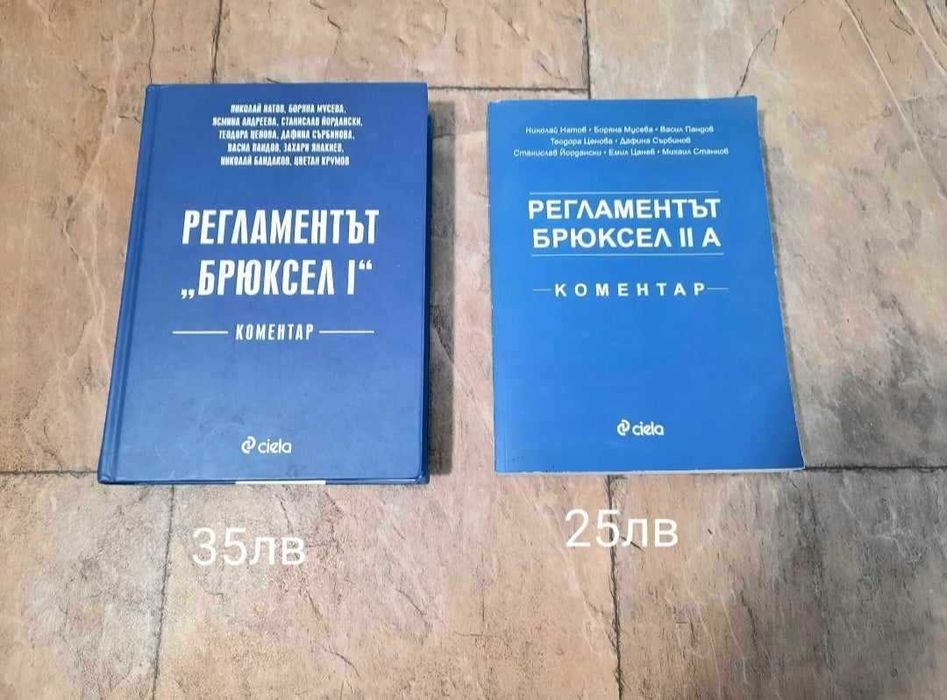 НИКОЛАЙ НАТОВ, БОРЯНА МУСЕВА,
ЯСМИНА АНДРЕЕВА, СТАНИСЛАВ ЙОРДАНСКИ,
ТЕОДОРА ЦЕНОВА, ДАФИНА СЪРБИНОВА,
ВАСИЛ ПАНДОВ, ЗАХАРИ ЯНАКИЕВ,
НИКОЛАЙ БАНДАКОВ, ЦВЕТАН КРУМОВ
РЕГЛАМЕНТЪТ
„БРЮКСЕЛ I“
КОМЕНТАР
ciela
35лв
Николай Натов • Боряна Мусева • Васил Пандов
Теодора Ценова • Дафина Сърбинова
Станислав Йордански • Емил Цанев • Михаил Станков
РЕГЛАМЕНТЪТ
БРЮКСЕЛ II А
КОМЕНТАР
ciela
25лв